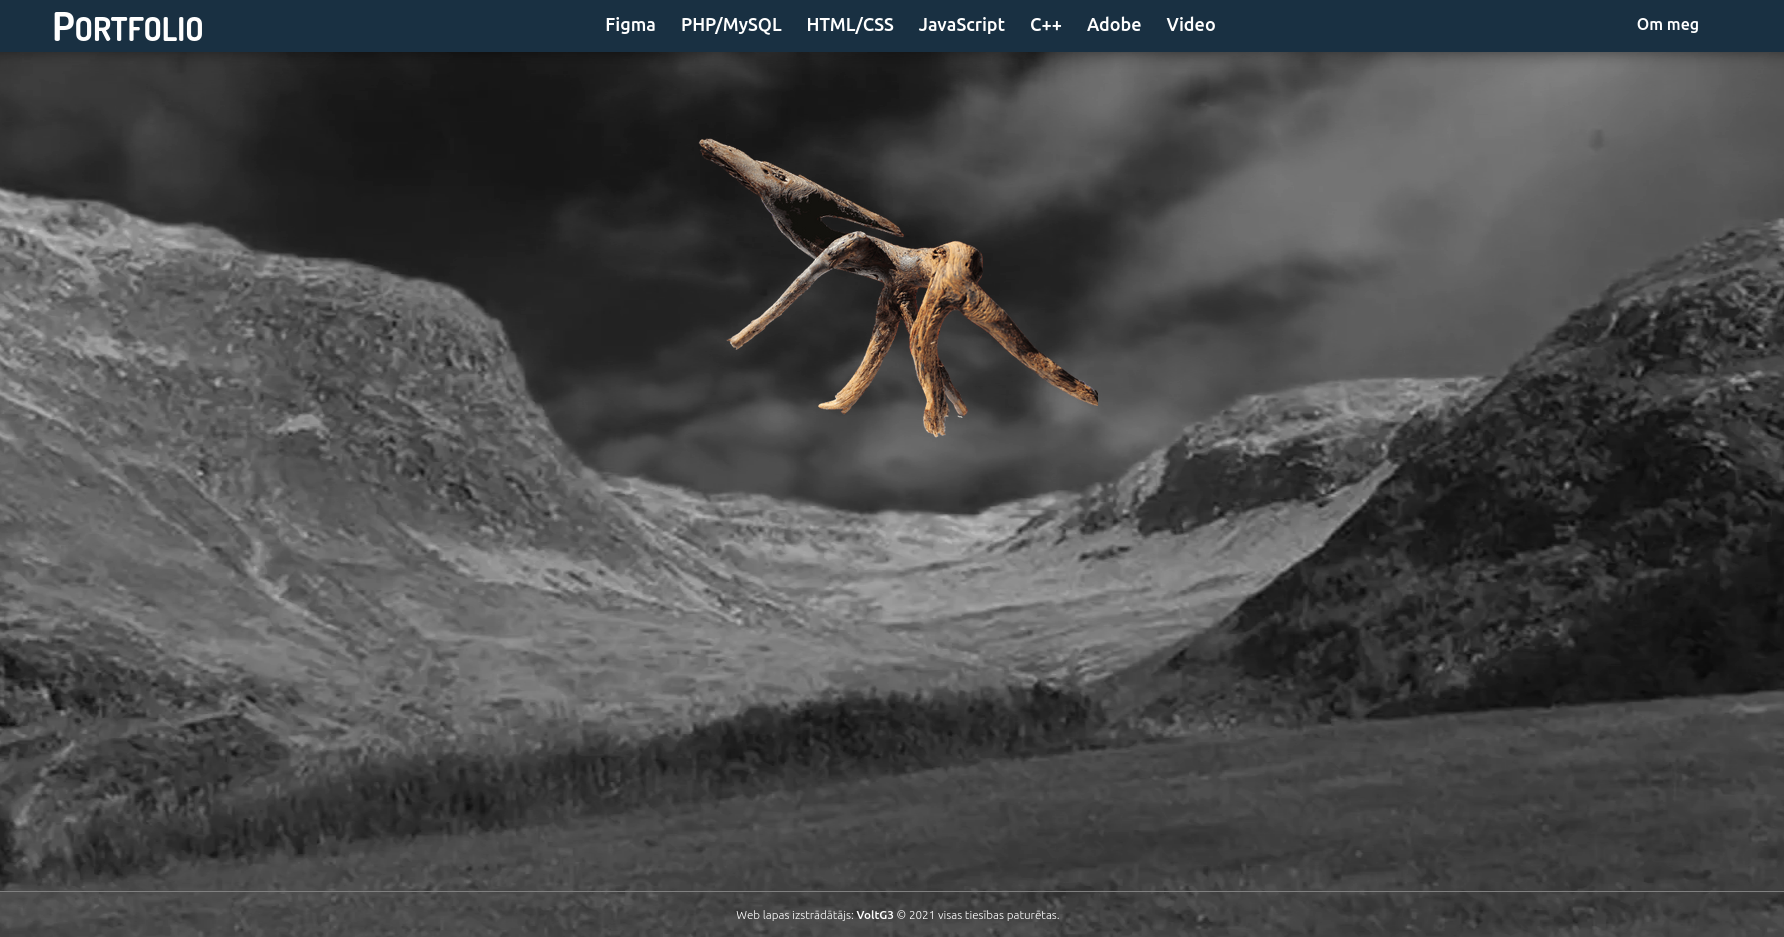 PORTFOLIO
Figma PHP/MySQL HTML/CSS JavaScript C++ Adobe Video
Om meg
Web lapas izstrādātājs: VoltG3 © 2021 visas tiesības paturētas.